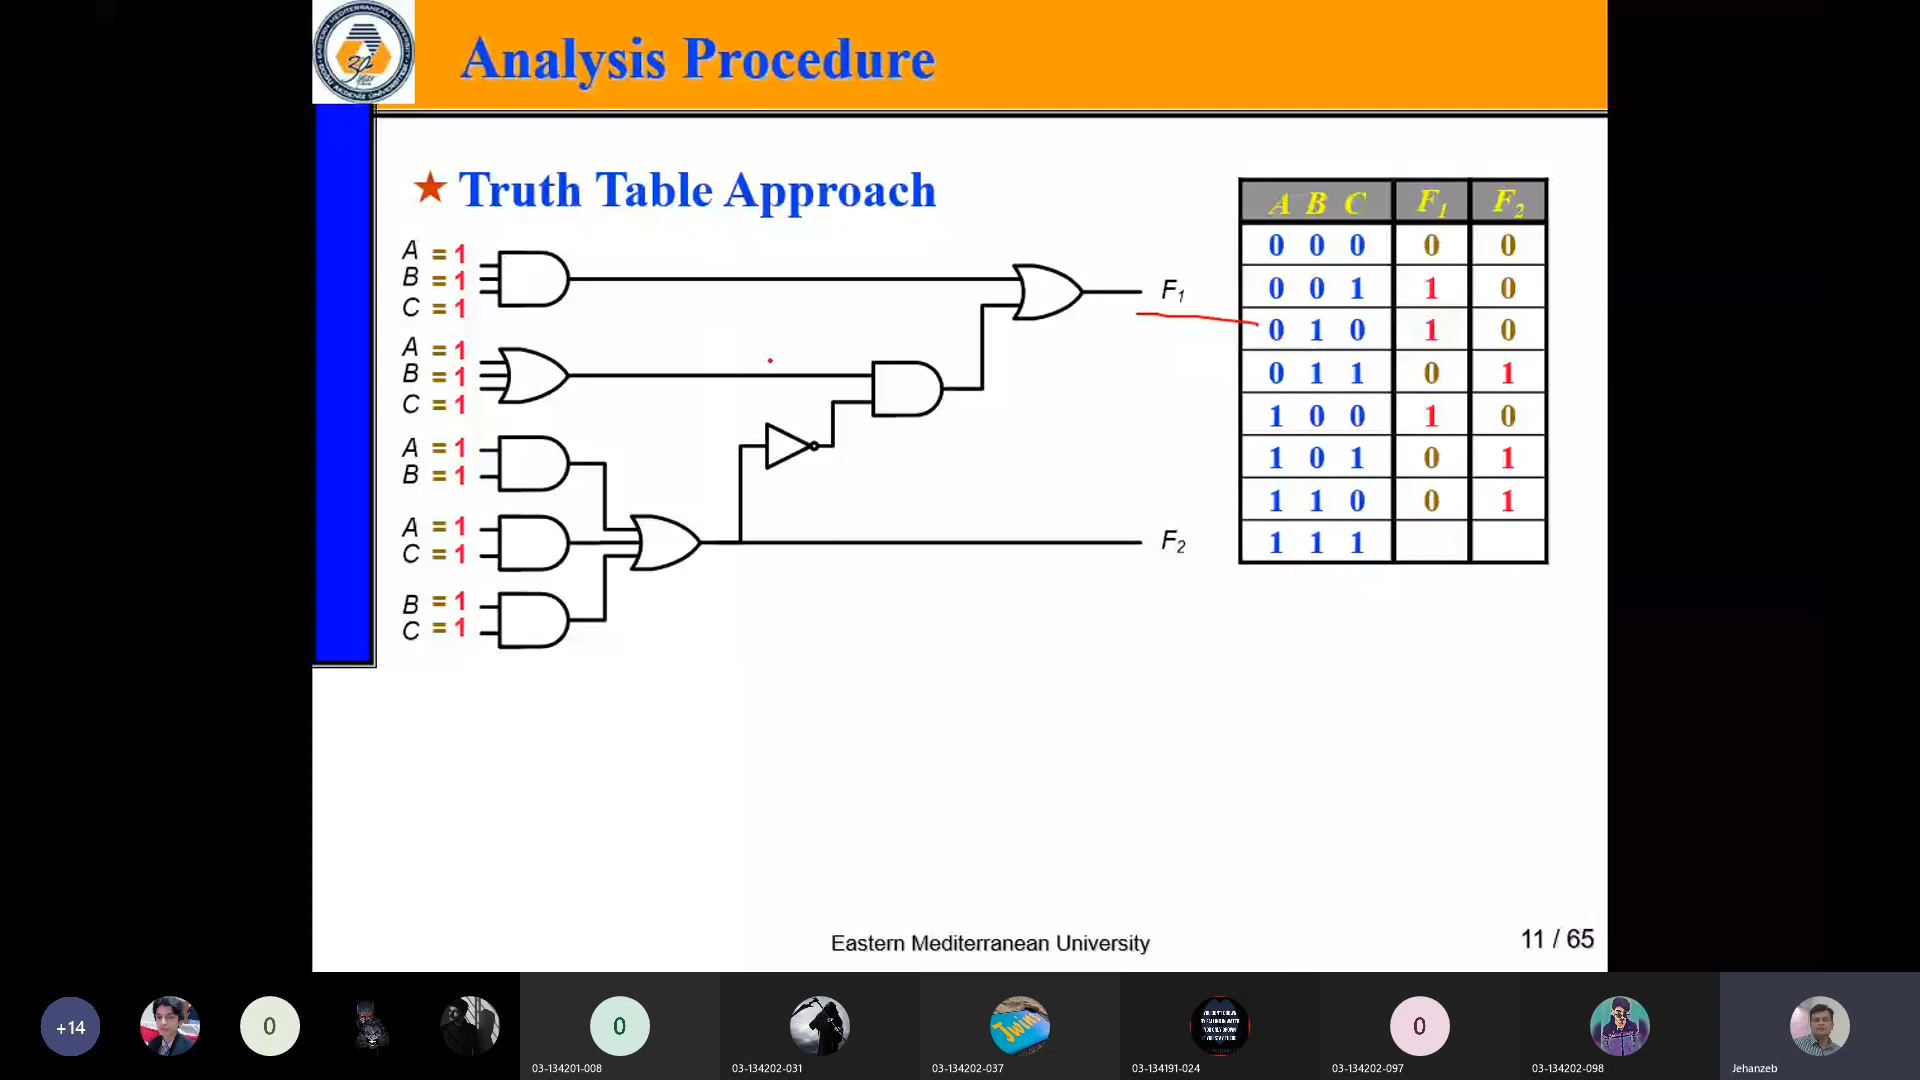 Analysis Procedure
★ Truth Table Approach
A = 1
B = 1
C = 1
A = 1
B = 1
C = 1
A = 1
B = 1
A = 1
C = 1
B = 1
C = 1
F1
F2
A B C F1 F2
0 0 0 0 0
0 0 1 1 0
0 1 0 1 0
0 1 1 0 1
1 0 0 1 0
1 0 1 0 1
1 1 0 0 1
1 1 1
Eastern Mediterranean University
11 / 65
+14
0
0
Twins
0
03-134201-008
03-134202-031
03-134202-037
03-134191-024
03-134202-097
03-134202-098
Jehanzeb